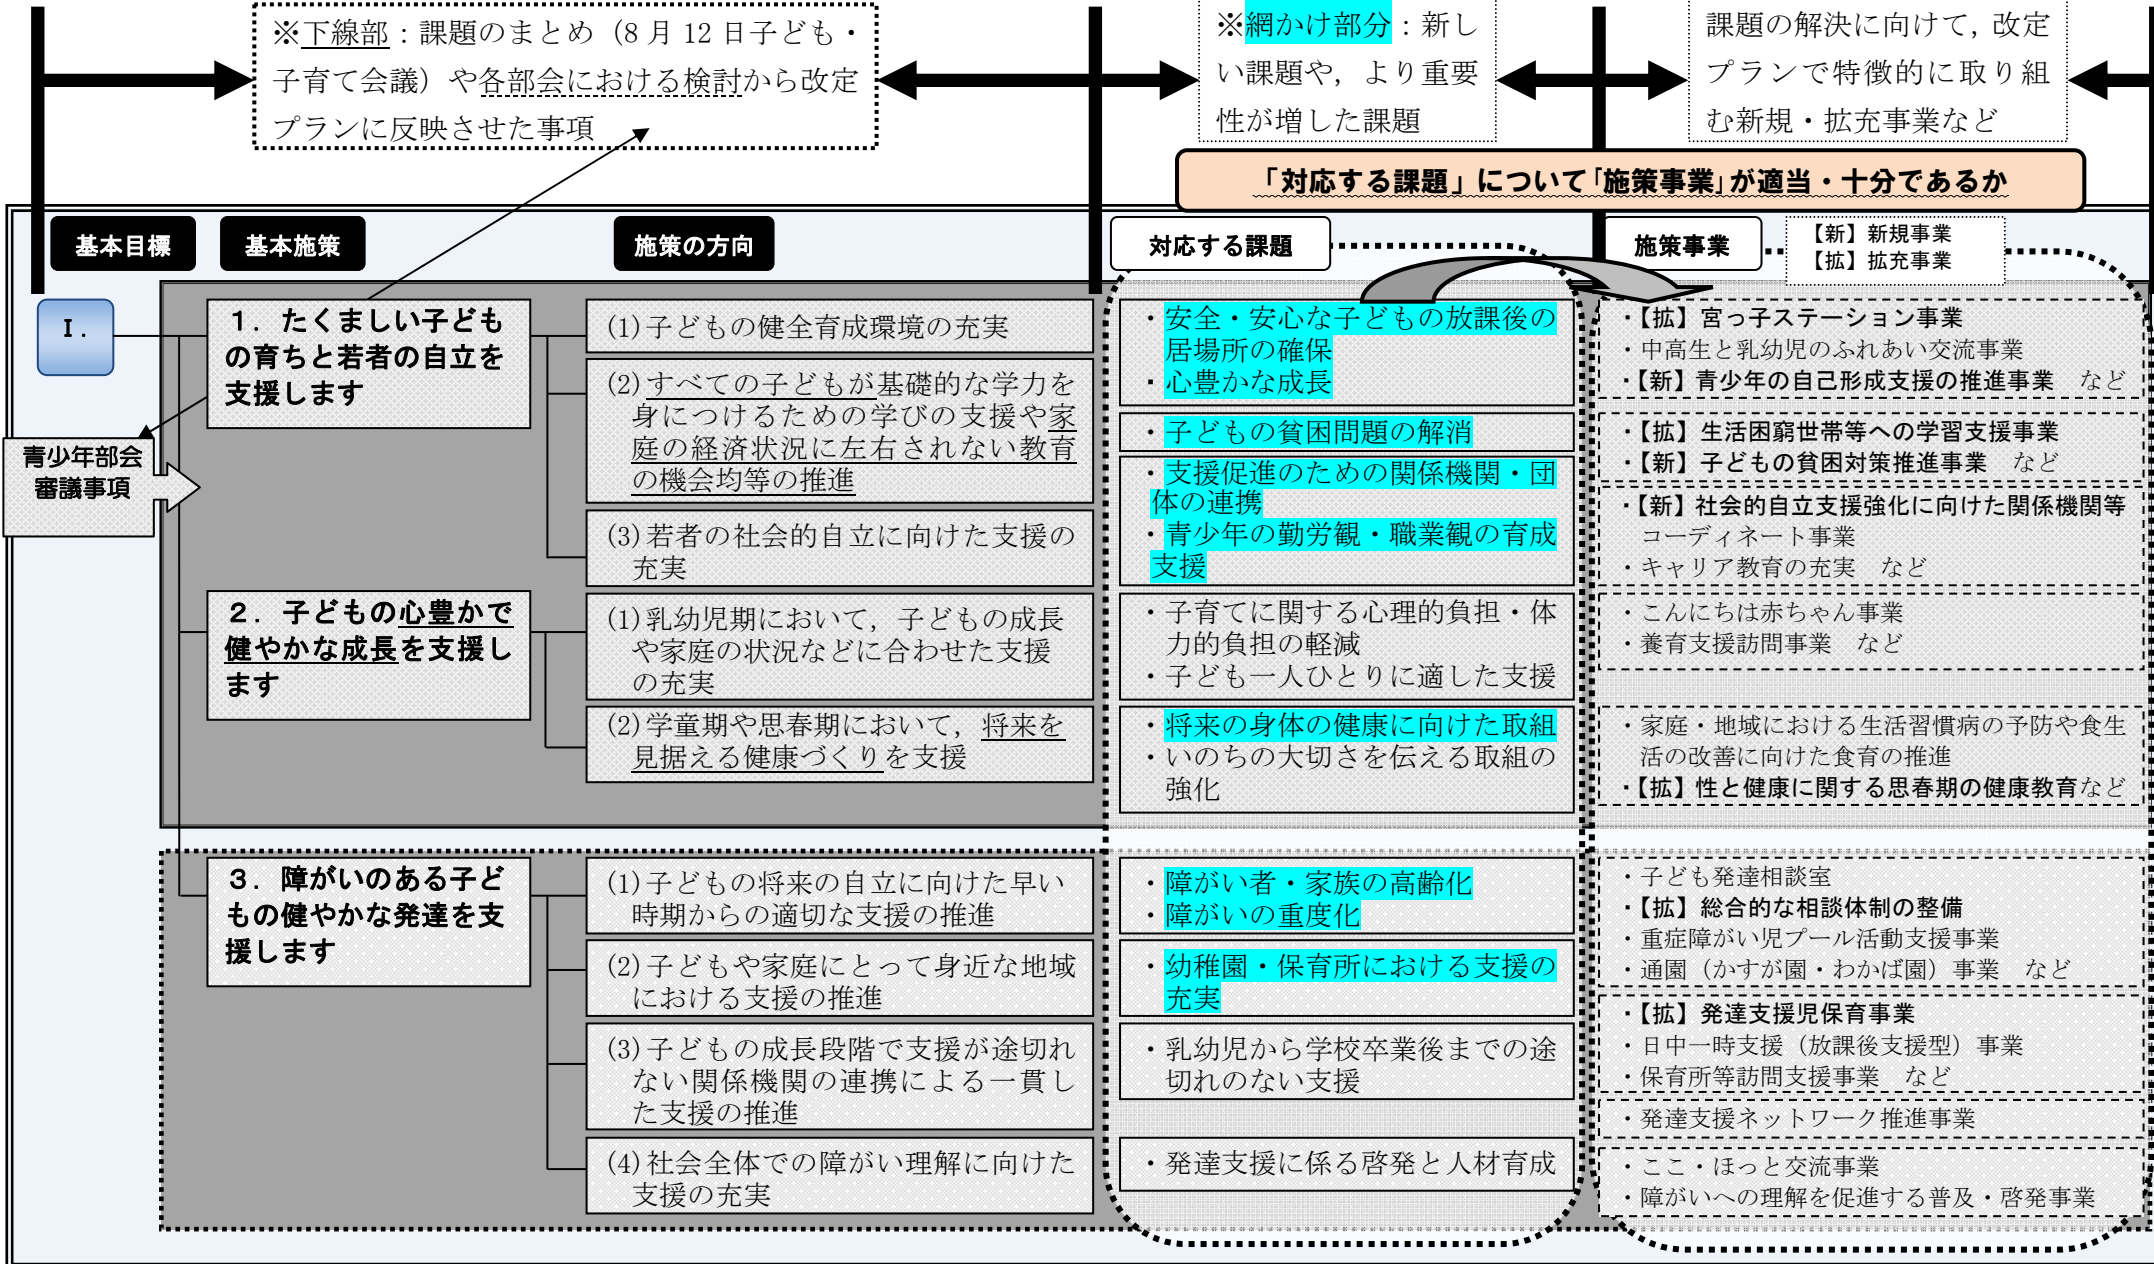 ※下線部：課題のまとめ（8月12日子ども・
子育て会議）や各部会における検討から改定
プランに反映させた事項
※網かけ部分：新し
い課題や，より重要
性が増した課題
課題の解決に向けて，改定
プランで特徴的に取り組
む新規・拡充事業など
「対応する課題」について「施策事業」が適当・十分であるか
基本目標
基本施策
施策の方向
対応する課題
施策事業
【新】新規事業
【拡】拡充事業
Ⅰ．
青少年部会
審議事項
１．たくましい子ども
の育ちと若者の自立を
支援します
(1)子どもの健全育成環境の充実
(2)すべての子どもが基礎的な学力を
身につけるための学びの支援や家
庭の経済状況に左右されない教育
の機会均等の推進
(3)若者の社会的自立に向けた支援の
充実
・安全・安心な子どもの放課後の
居場所の確保
・心豊かな成長
・子どもの貧困問題の解消
・支援促進のための関係機関・団
体の連携
・青少年の勤労観・職業観の育成
支援
・【拡】宮っ子ステーション事業
・中高生と乳幼児のふれあい交流事業
・【新】青少年の自己形成支援の推進事業　など
・【拡】生活困窮世帯等への学習支援事業
・【新】子どもの貧困対策推進事業　など
・【新】社会的自立支援強化に向けた関係機関等
コーディネート事業
・キャリア教育の充実　など
２．子どもの心豊かで
健やかな成長を支援し
ます
(1)乳幼児期において，子どもの成長
や家庭の状況などに合わせた支援
の充実
(2)学童期や思春期において，将来を
見据える健康づくりを支援
・子育てに関する心理的負担・体
力的負担の軽減
・子ども一人ひとりに適した支援
・将来の身体の健康に向けた取組
・いのちの大切さを伝える取組の
強化
・こんにちは赤ちゃん事業
・養育支援訪問事業　など
・家庭・地域における生活習慣病の予防や食生
活の改善に向けた食育の推進
・【拡】性と健康に関する思春期の健康教育など
３．障がいのある子ど
もの健やかな発達を支
援します
(1)子どもの将来の自立に向けた早い
時期からの適切な支援の推進
(2)子どもや家庭にとって身近な地域
における支援の推進
(3)子どもの成長段階で支援が途切れ
ない関係機関の連携による一貫し
た支援の推進
(4)社会全体での障がい理解に向けた
支援の充実
・障がい者・家族の高齢化
・障がいの重度化
・幼稚園・保育所における支援の
充実
・乳幼児から学校卒業後までの途
切れのない支援
・発達支援に係る啓発と人材育成
・子ども発達相談室
・【拡】総合的な相談体制の整備
・重症障がい児プール活動支援事業
・通園（かすが園・わかば園）事業　など
・【拡】発達支援児保育事業
・日中一時支援（放課後支援型）事業
・保育所等訪問支援事業　など
・発達支援ネットワーク推進事業
・ここ・ほっと交流事業
・障がいへの理解を促進する普及・啓発事業